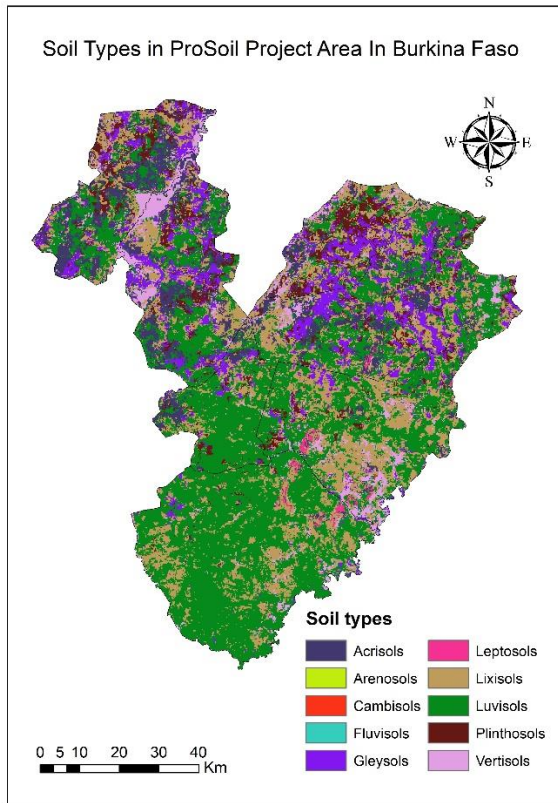 Soil Types in ProSoil Project Area In Burkina Faso
N
W E
S
Soil types
Acrisols
Arenosols
Cambisols
Fluvisols
Gleysols
Leptosols
Lixisols
Luvisols
Plinthosols
Vertisols
0 5 10 20 30 40
Km